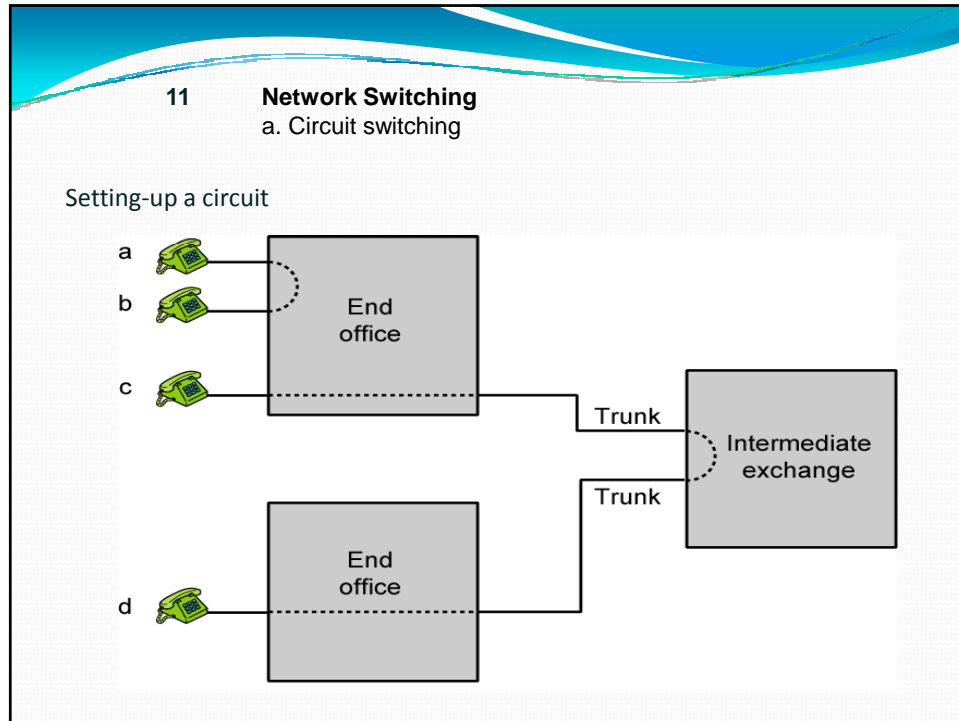 11 Network Switching
a. Circuit switching
Setting-up a circuit
a
b
End
office
c
Trunk
Intermediate
exchange
Trunk
End
office
d